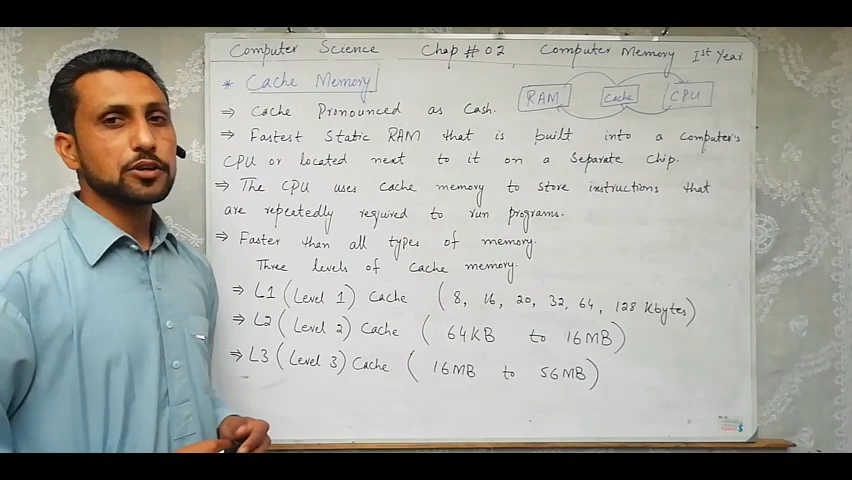 Computer Science Chap # 02 Computer Memory 1st Year
* Cache Memory
RAM Cache CPU
⇒ Cache Pronounced as Cash.
⇒ Fastest Static RAM that is built into a computer's
CPU or located next to it on a separate chip.
⇒ The CPU uses cache memory to store instructions that
are repeatedly required to run programs.
⇒ Faster than all types of memory.
Three levels of cache memory.
⇒ L1 (Level 1) Cache (8, 16, 20, 32, 64, 128 Kbytes)
⇒ L2 (Level 2) Cache (64KB to 16MB)
⇒ L3 (Level 3) Cache (16MB to 56MB)